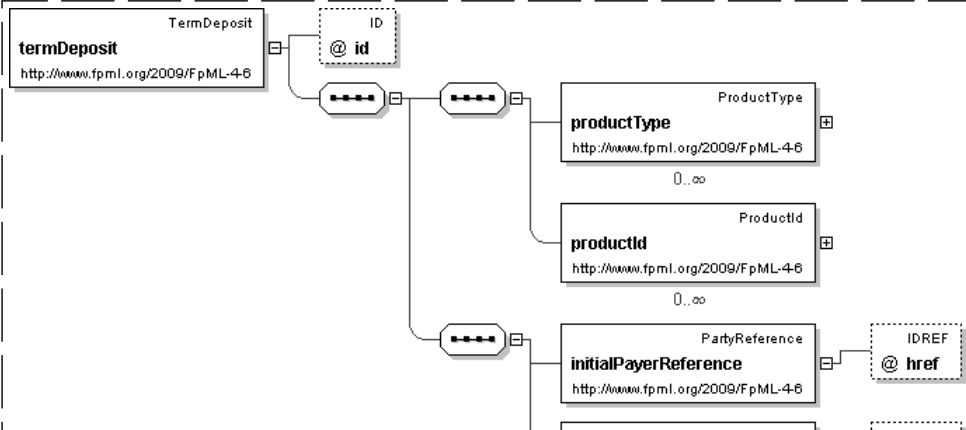 TermDeposit
termDeposit
http://www.fpml.org/2009/FpML-4-6
ID
@ id
ProductType
productType
http://www.fpml.org/2009/FpML-4-6
0..∞
ProductId
productId
http://www.fpml.org/2009/FpML-4-6
0..∞
PartyReference
initialPayerReference
http://www.fpml.org/2009/FpML-4-6
IDREF
@ href